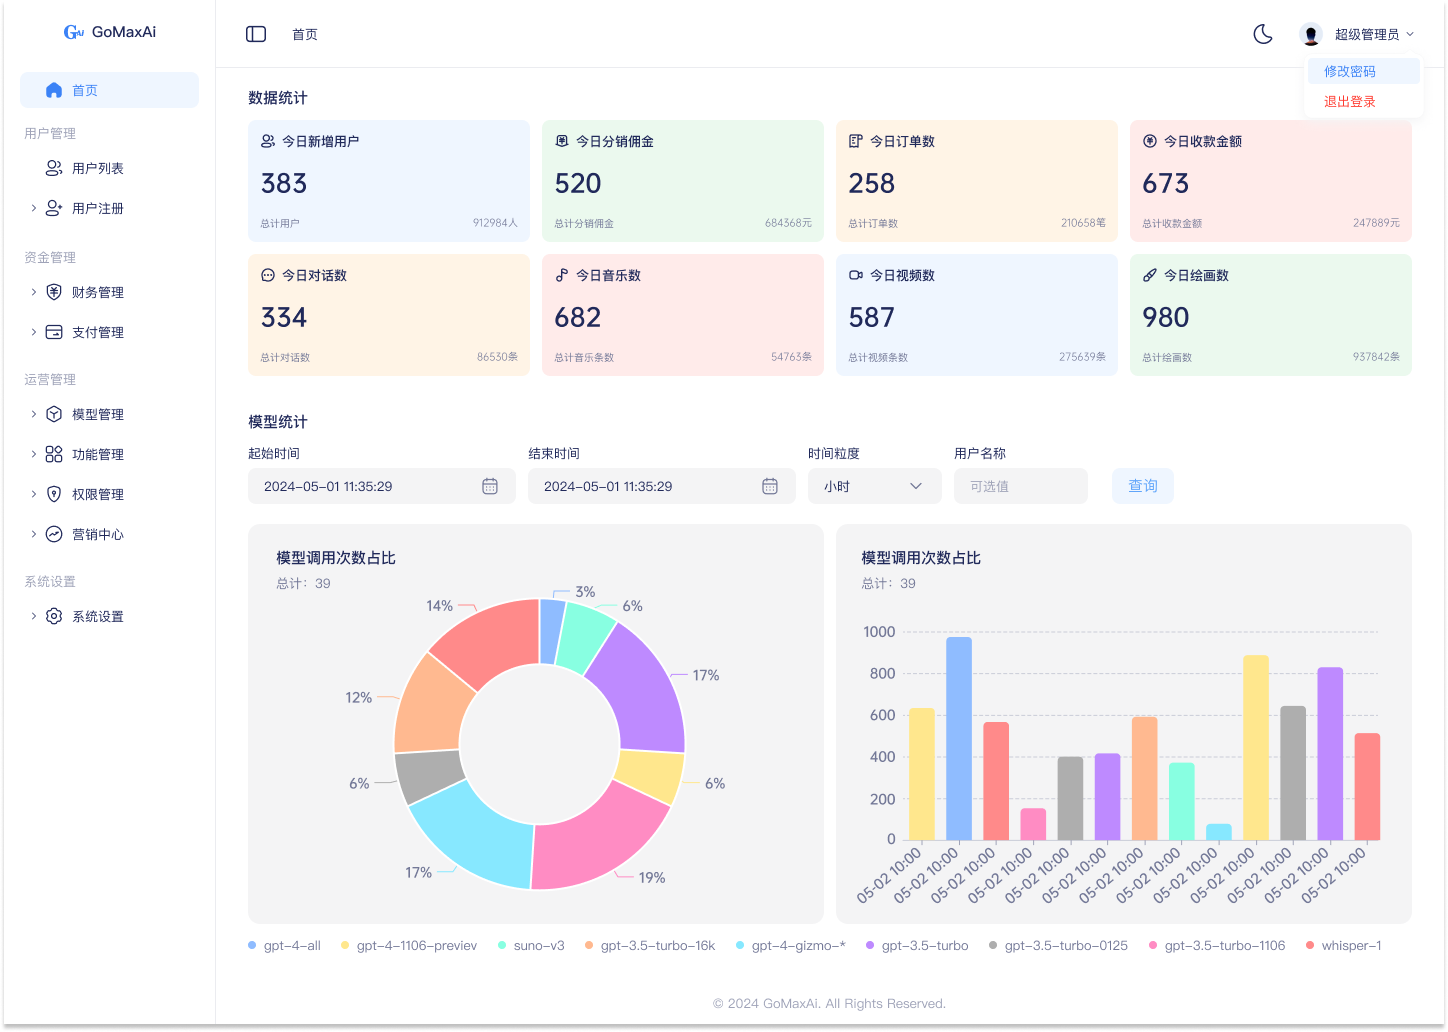 GoMaxAi
首页
用户管理
用户列表
用户注册
资金管理
财务管理
支付管理
运营管理
模型管理
功能管理
权限管理
营销中心
系统设置
系统设置
首页
超级管理员
修改密码
退出登录
数据统计
今日新增用户
383
总计用户 912984人
今日分销佣金
520
总计分销佣金 684368元
今日订单数
258
总计订单数 210658笔
今日收款金额
673
总计收款金额 247889元
今日对话数
334
总计对话数 86530条
今日音乐数
682
总计音乐条数 54763条
今日视频数
587
总计视频条数 275639条
今日绘画数
980
总计绘画数 937842条
模型统计
起始时间 结束时间 时间粒度 用户名称
2024-05-01 11:35:29 2024-05-01 11:35:29 小时 可选值 查询
模型调用次数占比
总计：39
3%
6%
17%
6%
19%
17%
6%
12%
14%
模型调用次数占比
总计：39
1000
800
600
400
200
0
05-02 10:00 05-02 10:00 05-02 10:00 05-02 10:00 05-02 10:00 05-02 10:00 05-02 10:00 05-02 10:00 05-02 10:00 05-02 10:00 05-02 10:00 05-02 10:00 05-02 10:00
gpt-4-all gpt-4-1106-previev suno-v3 gpt-3.5-turbo-16k gpt-4-gizmo-* gpt-3.5-turbo gpt-3.5-turbo-0125 gpt-3.5-turbo-1106 whisper-1
© 2024 GoMaxAi. All Rights Reserved.